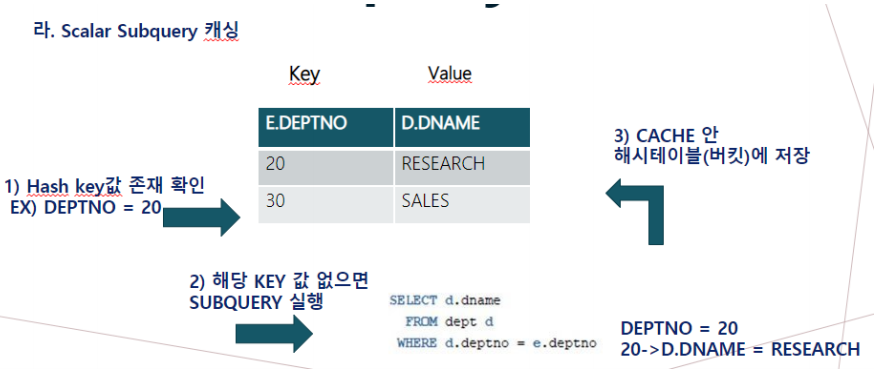 라. Scalar Subquery 캐싱
Key
Value
E.DEPTNO
D.DNAME
20
RESEARCH
30
SALES
1) Hash key값 존재 확인
EX) DEPTNO = 20
2) 해당 KEY 값 없으면
SUBQUERY 실행
SELECT d.dname
FROM dept d
WHERE d.deptno = e.deptno
3) CACHE 안
해시테이블(버킷)에 저장
DEPTNO = 20
20->D.DNAME = RESEARCH